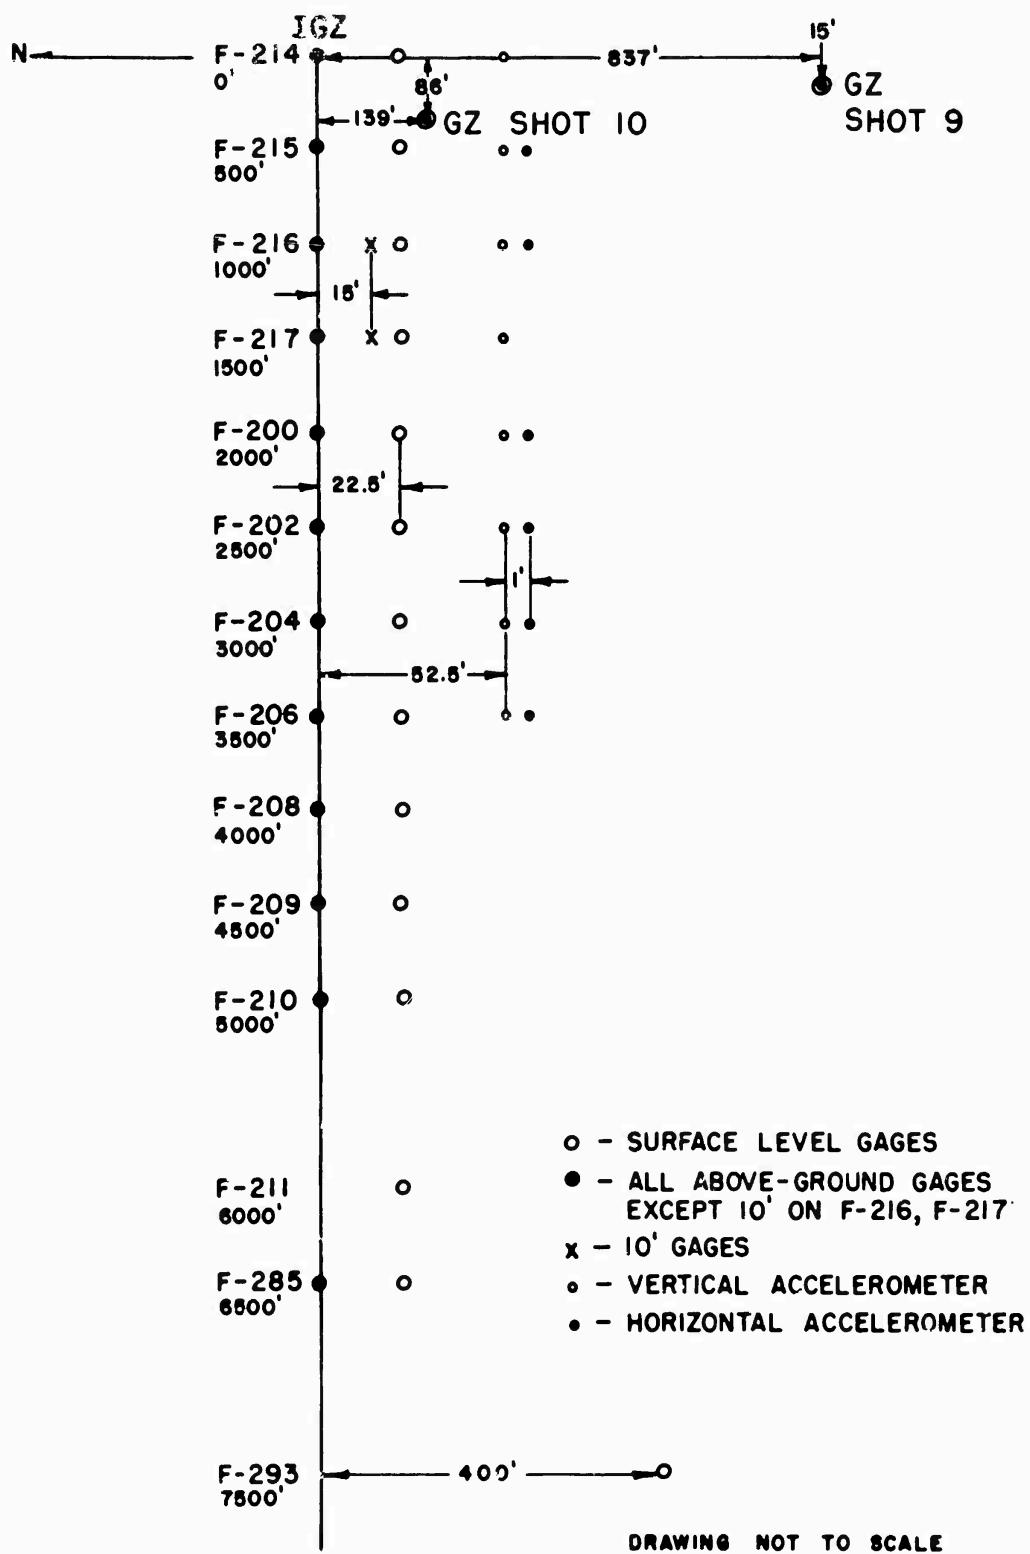 IGZ
15'
N
F-214
837'
GZ
0'
86'
SHOT 9
139'
GZ SHOT 10
F-215
500'
F-216
1000'
15'
F-217
1500'
F-200
2000'
22.5'
F-202
2500'
1'
F-204
3000'
52.5'
F-206
3500'
F-208
4000'
F-209
4500'
F-210
5000'
- SURFACE LEVEL GAGES
- ALL ABOVE-GROUND GAGES
EXCEPT 10' ON F-216, F-217
F-211
6000'
x - 10' GAGES
F-285
6500'
- VERTICAL ACCELEROMETER
- HORIZONTAL ACCELEROMETER
F-293
7500'
400'
DRAWING NOT TO SCALE